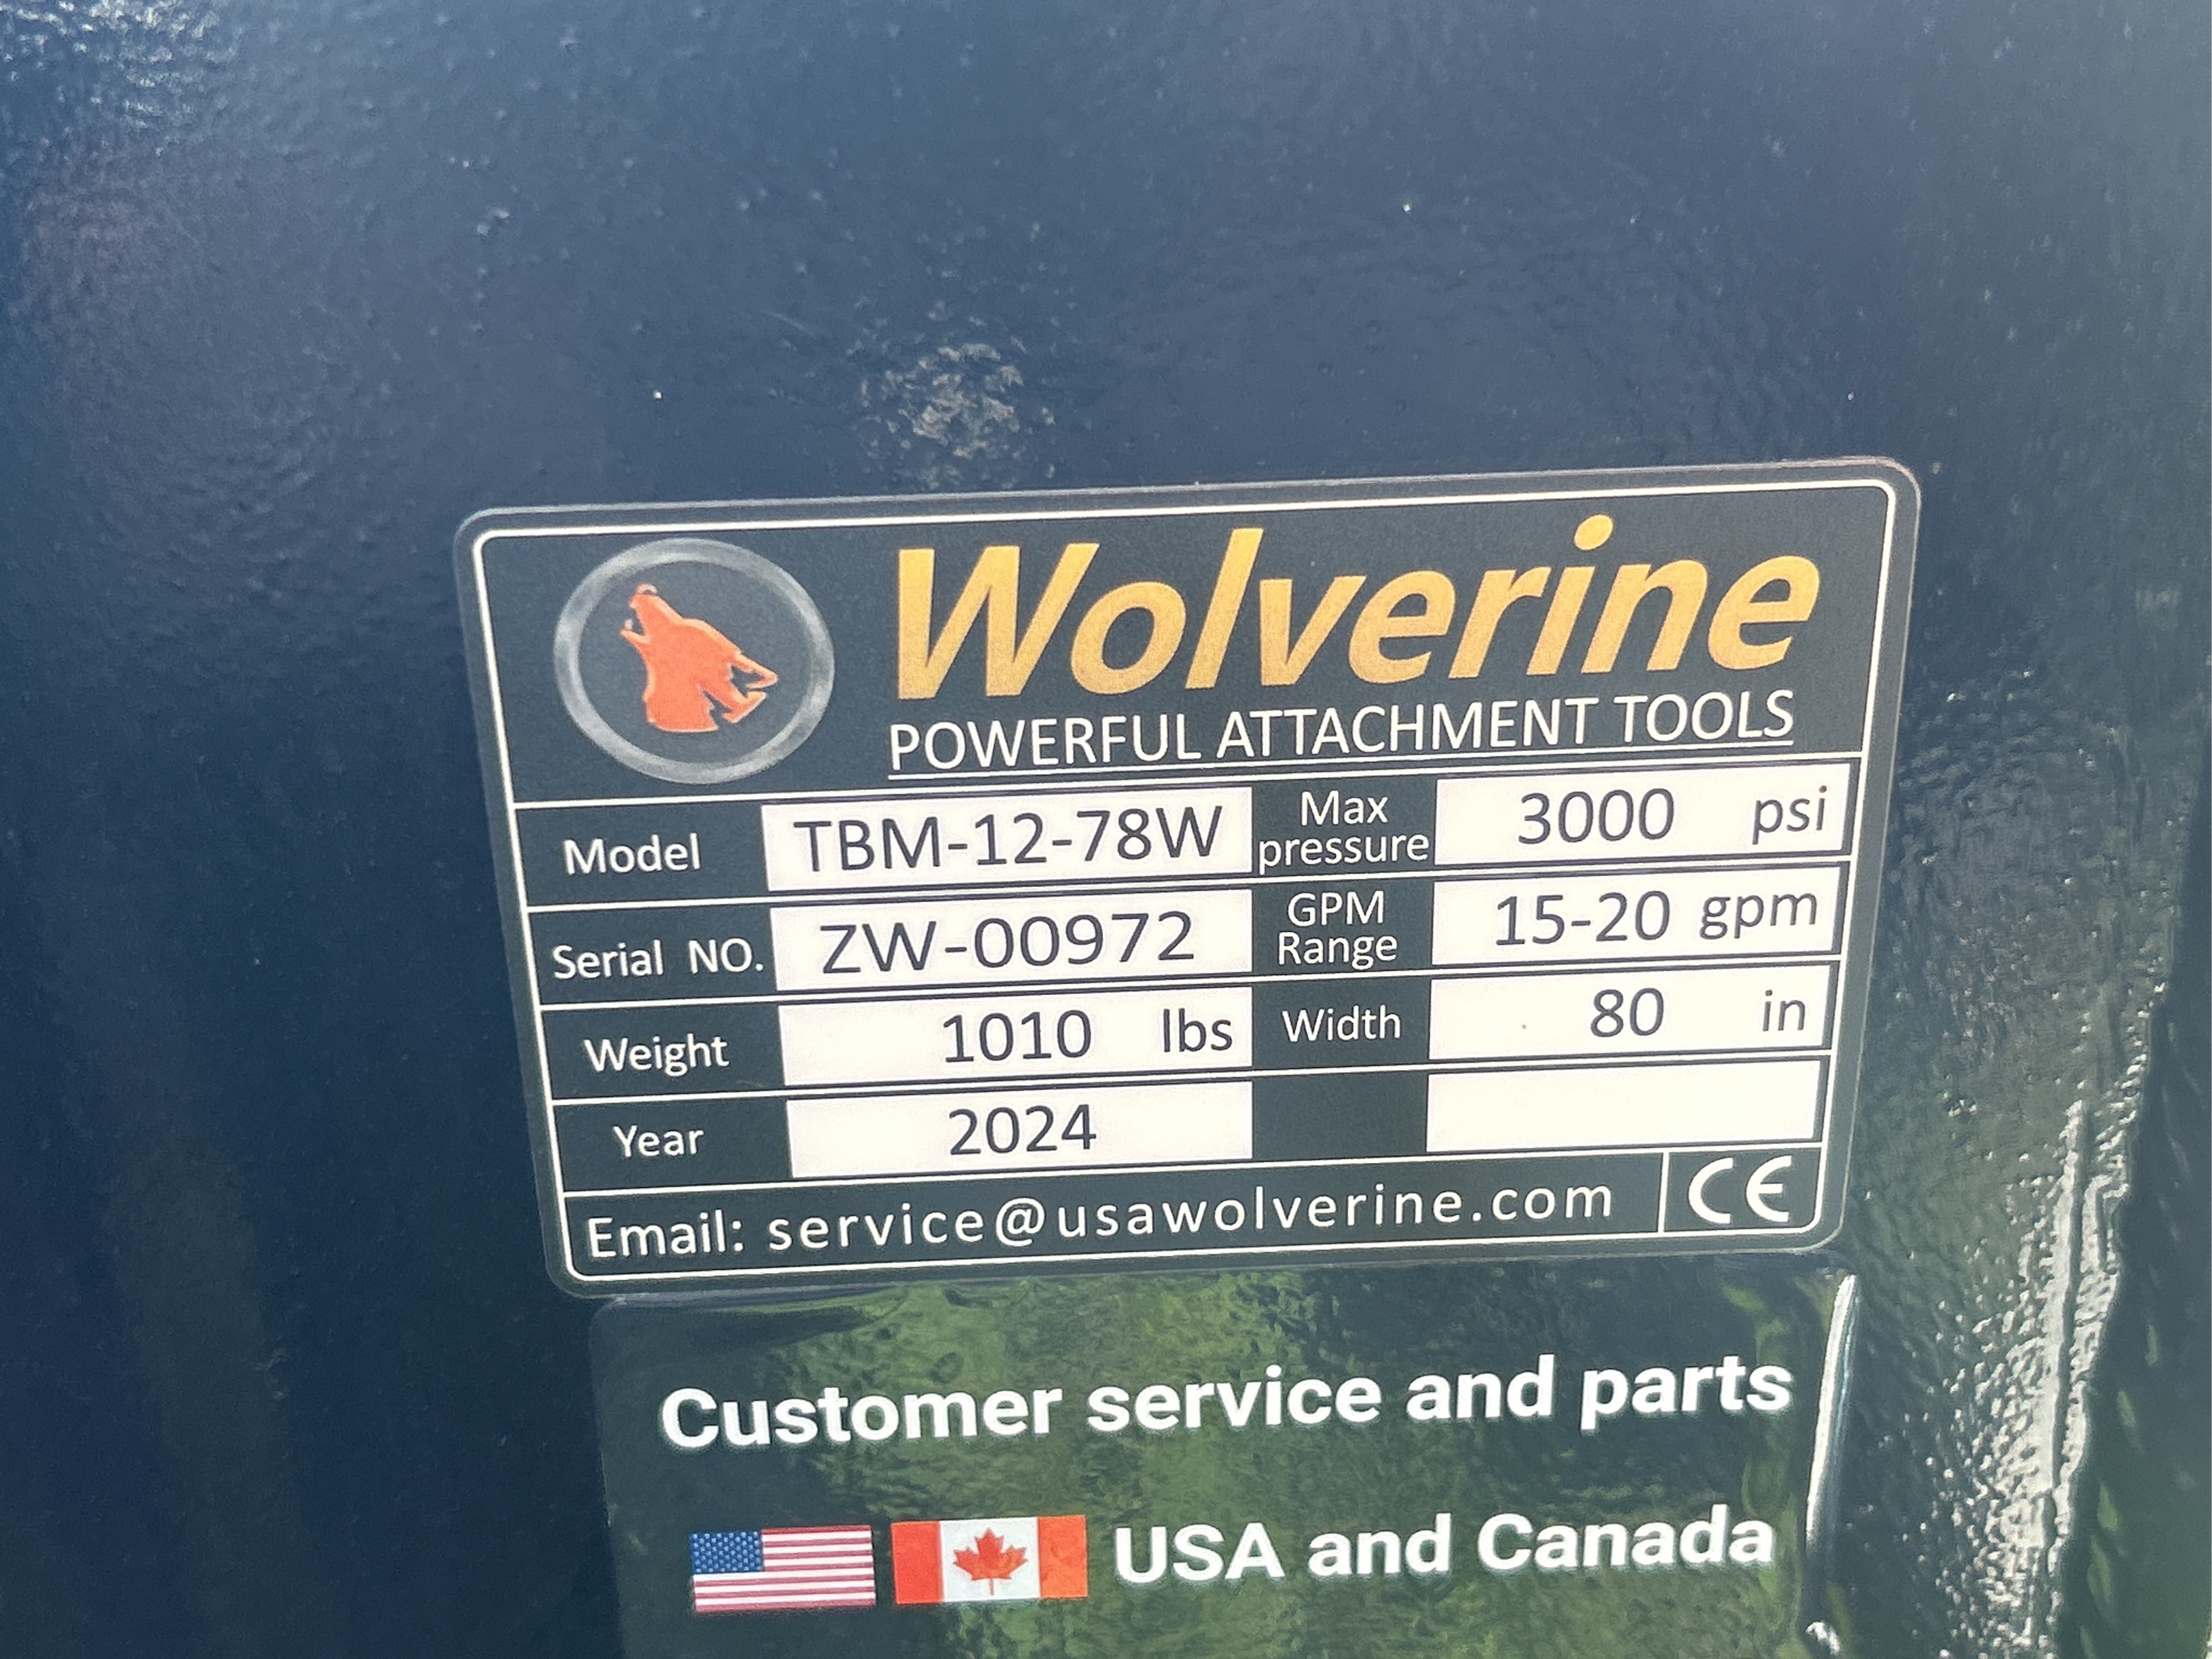 Wolverine
POWERFUL ATTACHMENT TOOLS
Model TBM-12-78W Max pressure 3000 psi
Serial NO. ZW-00972 GPM Range 15-20 gpm
Weight 1010 lbs Width 80 in
Year 2024
Email: service@usawolverine.com CE
Customer service and parts
USA and Canada